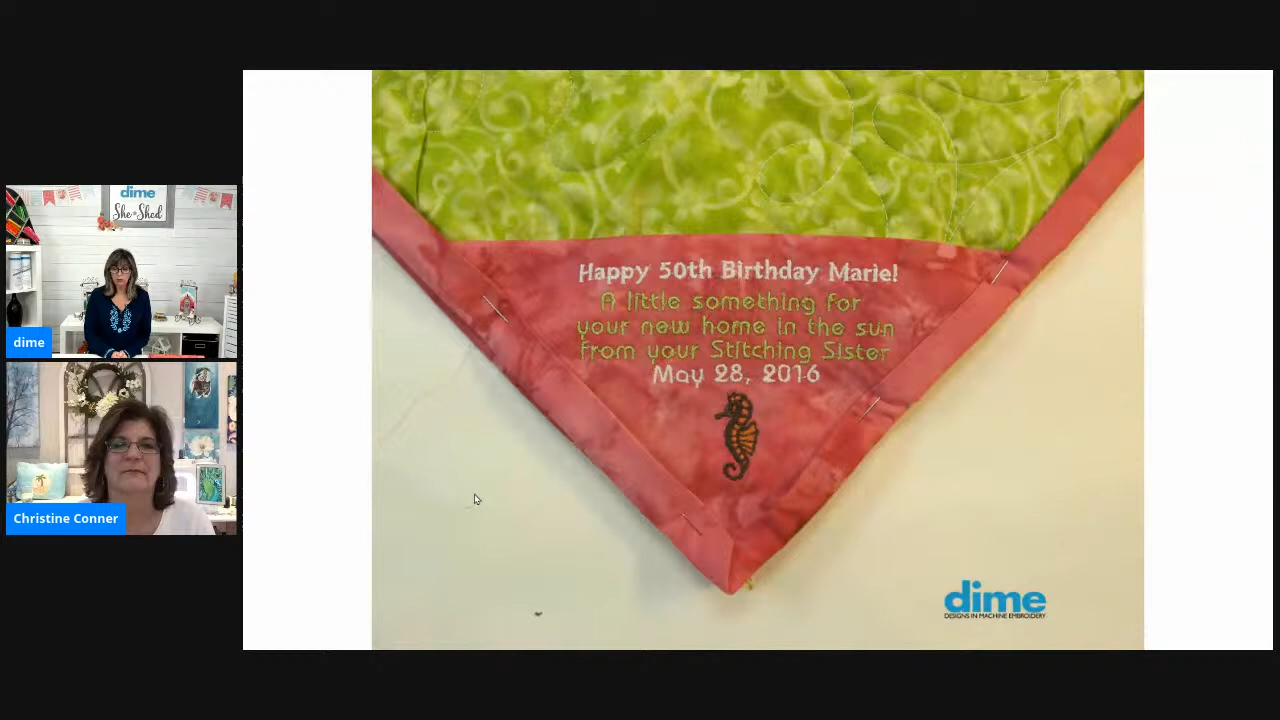 dime
She Shed
dime
Christine Conner
Happy 50th Birthday Marie!
A little something for
your new home in the sun
from your Stitching Sister
May 28, 2016
dime
DESIGNS IN MACHINE EMBROIDERY